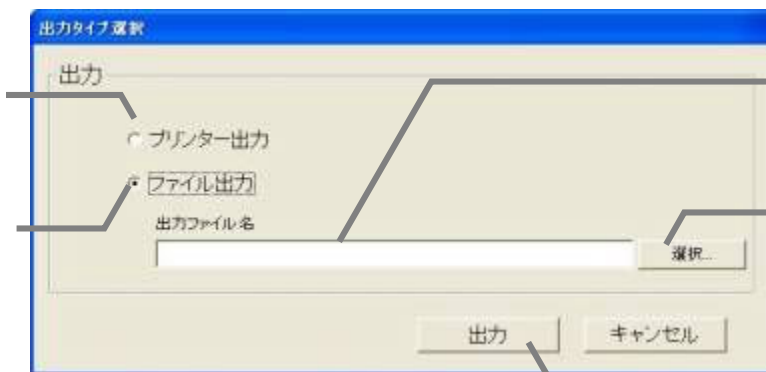 出力タイプ選択
出力
プリンター出力
ファイル出力
出力ファイル名
選択...
出力
キャンセル